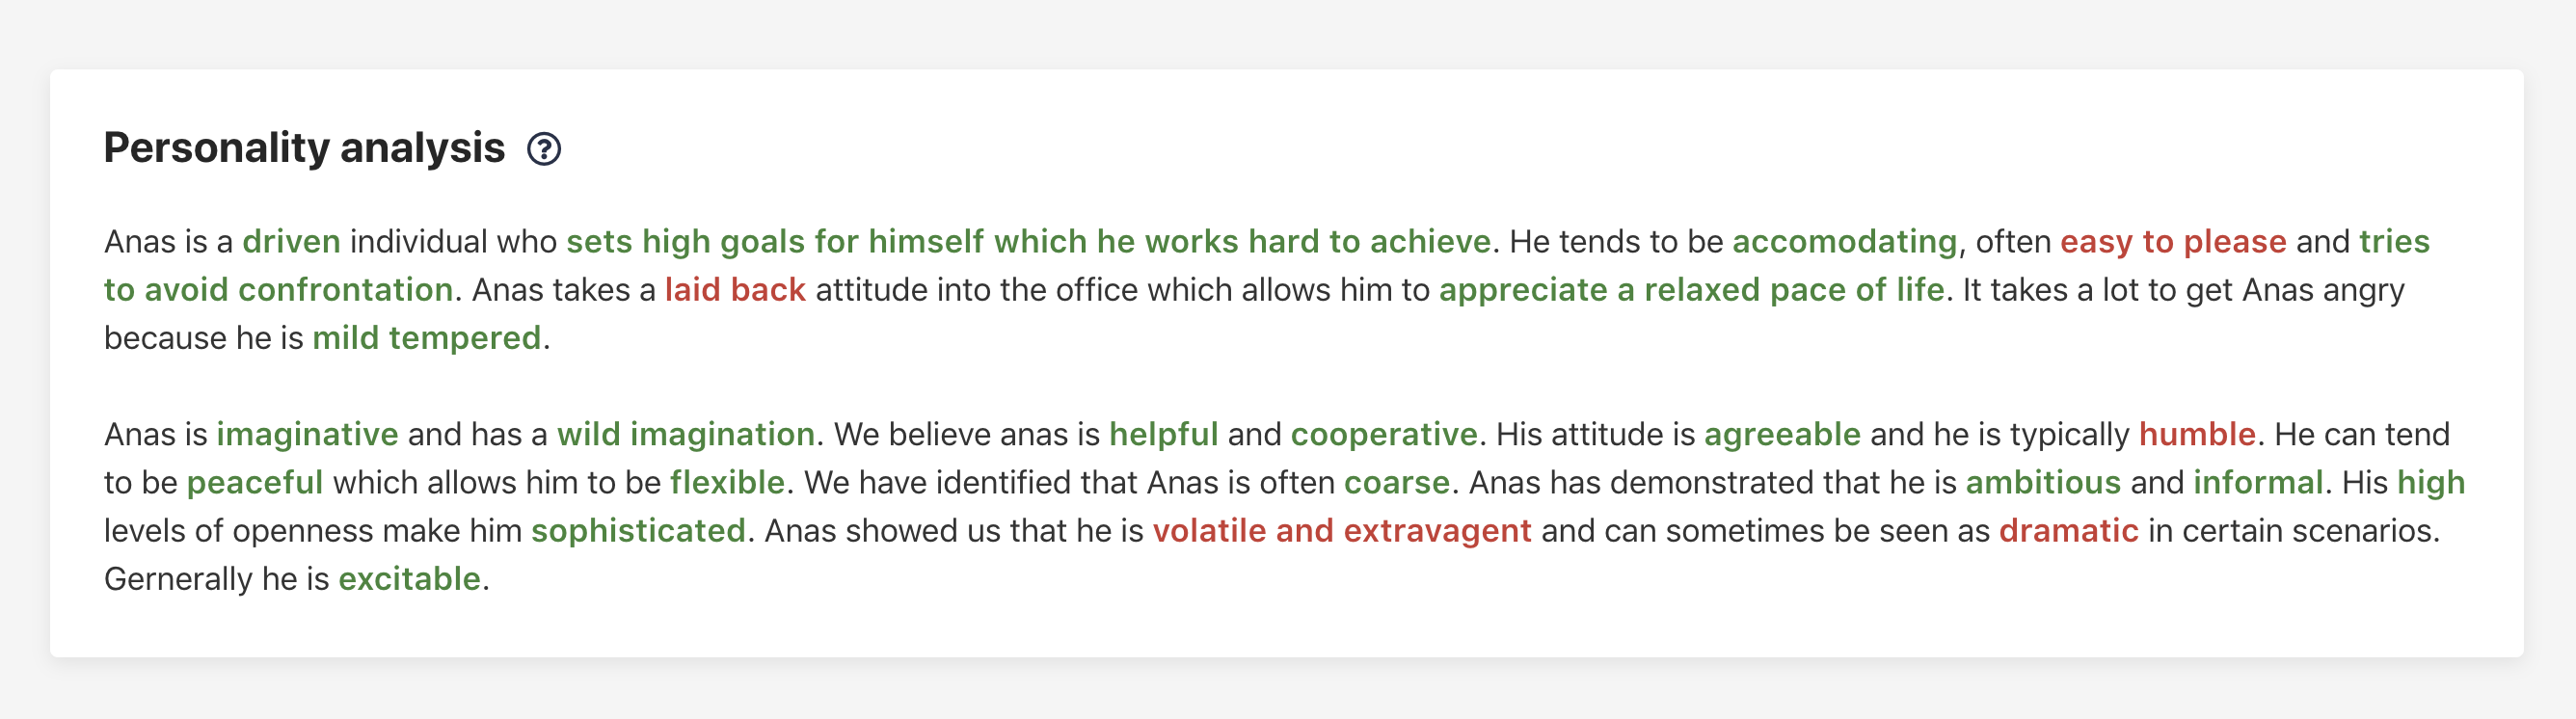 Personality analysis ?
Anas is a driven individual who sets high goals for himself which he works hard to achieve. He tends to be accomodating, often easy to please and tries
to avoid confrontation. Anas takes a laid back attitude into the office which allows him to appreciate a relaxed pace of life. It takes a lot to get Anas angry
because he is mild tempered.
Anas is imaginative and has a wild imagination. We believe anas is helpful and cooperative. His attitude is agreeable and he is typically humble. He can tend
to be peaceful which allows him to be flexible. We have identified that Anas is often coarse. Anas has demonstrated that he is ambitious and informal. His high
levels of openness make him sophisticated. Anas showed us that he is volatile and extravagent and can sometimes be seen as dramatic in certain scenarios.
Gernerally he is excitable.